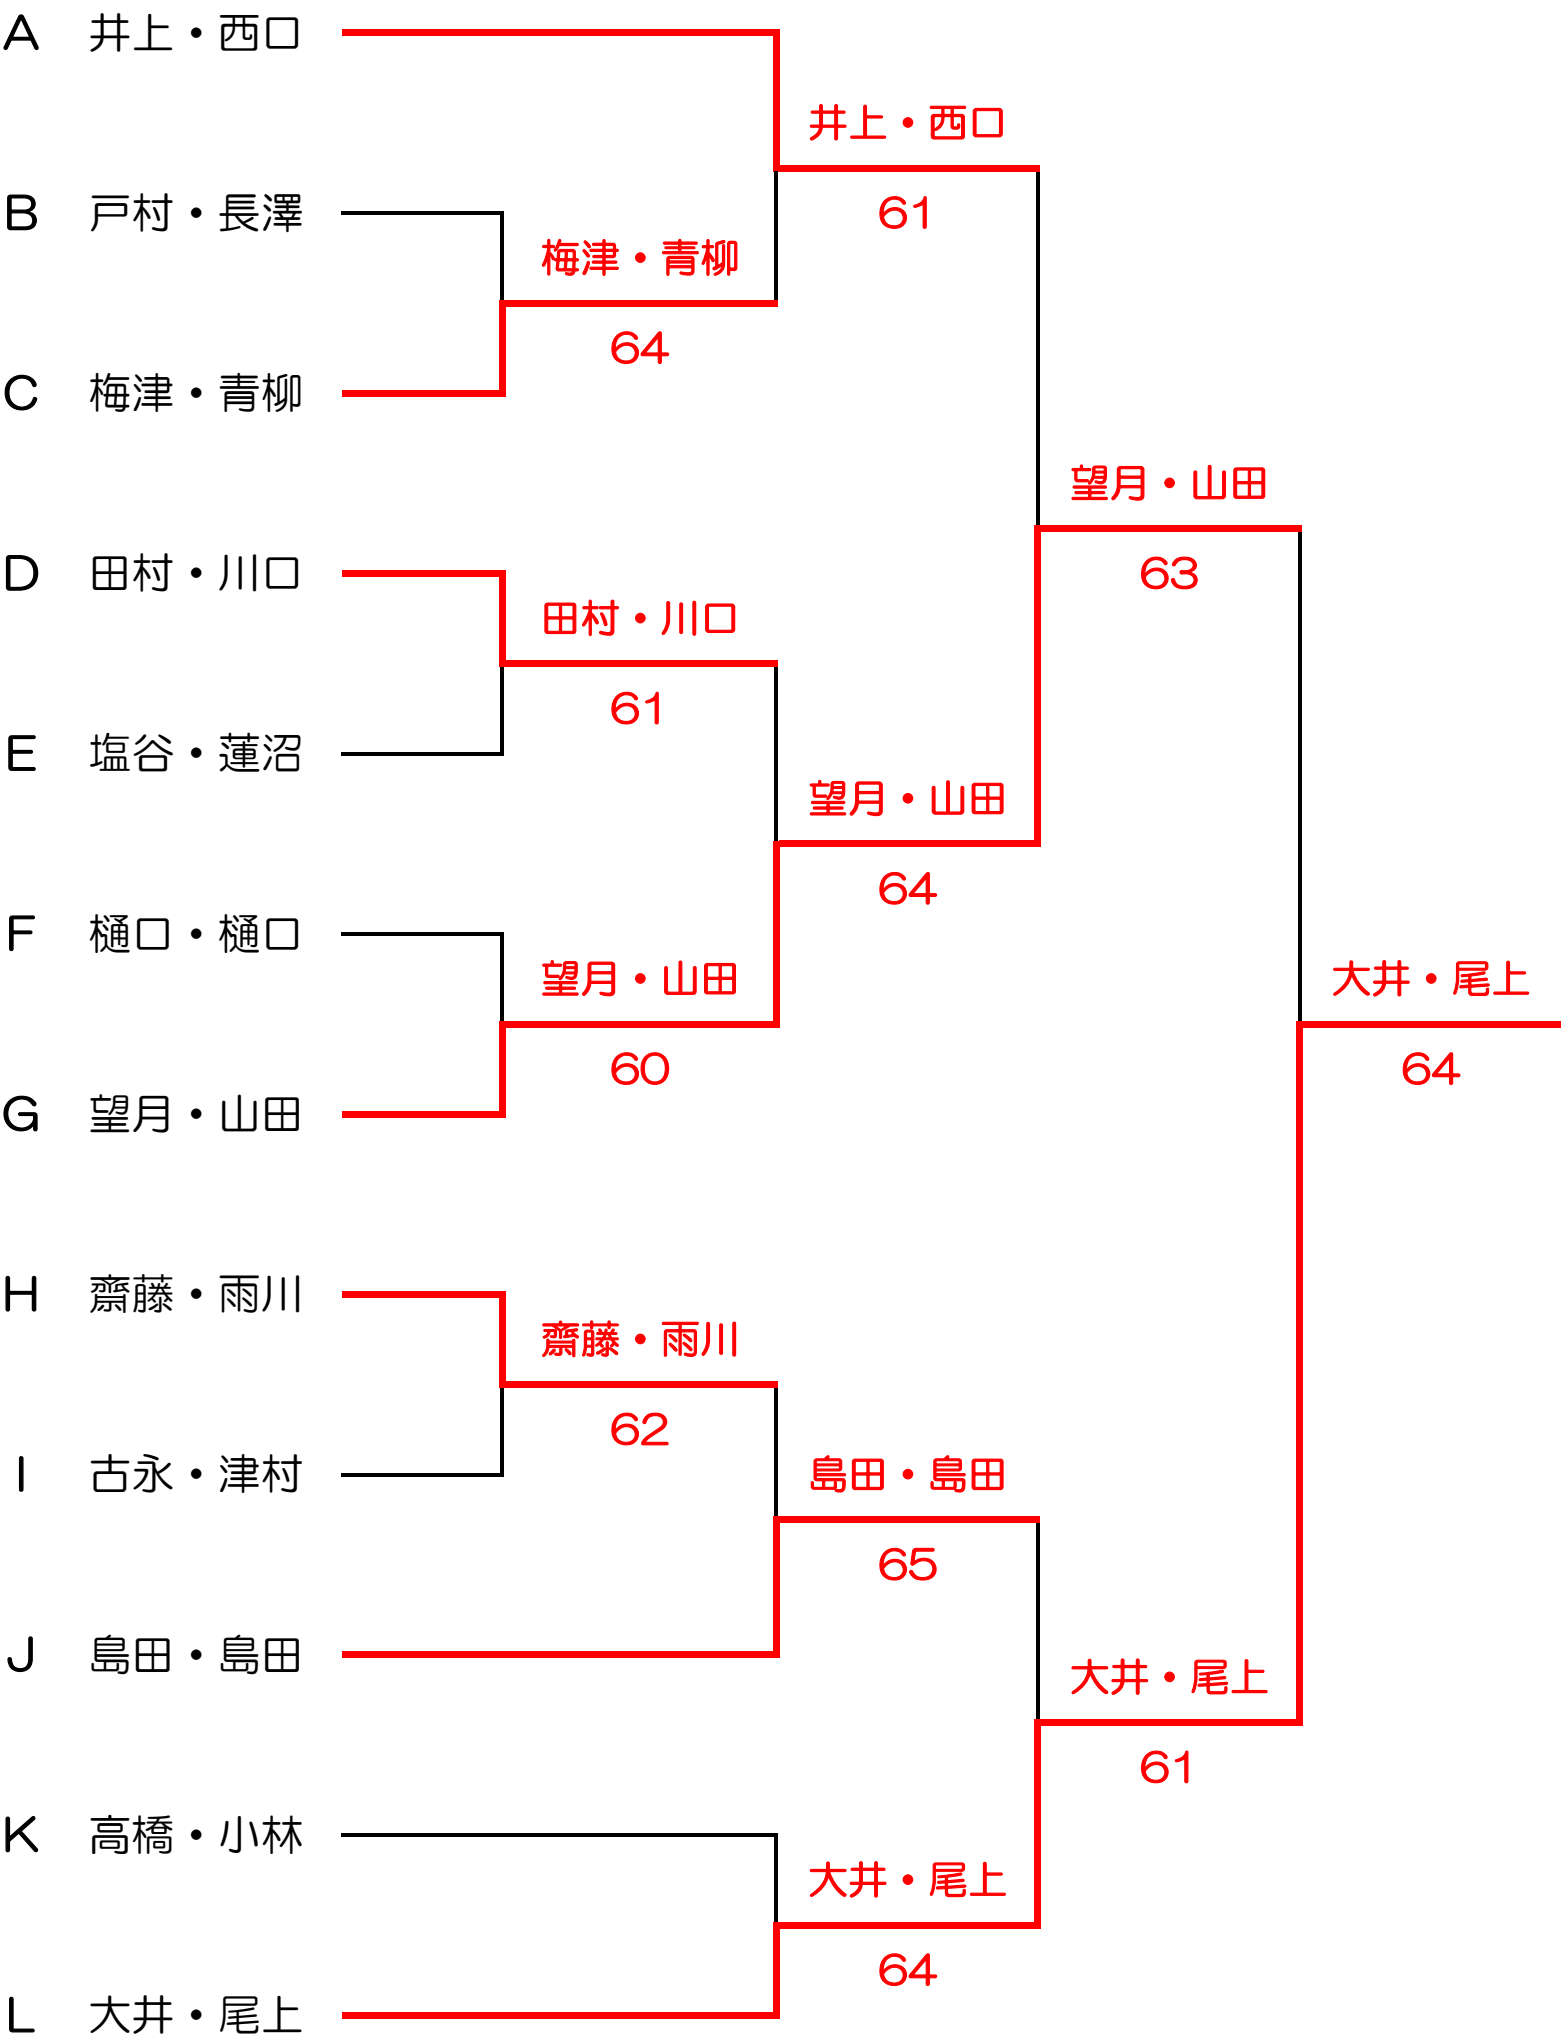 A 井上・西口
井上・西口
B 戸村・長澤
61
梅津・青柳
64
C 梅津・青柳
望月・山田
D 田村・川口
63
田村・川口
61
E 塩谷・蓮沼
望月・山田
64
F 樋口・樋口
望月・山田
大井・尾上
60
64
G 望月・山田
H 齋藤・雨川
齋藤・雨川
62
I 古永・津村
島田・島田
65
J 島田・島田
大井・尾上
61
K 高橋・小林
大井・尾上
64
L 大井・尾上